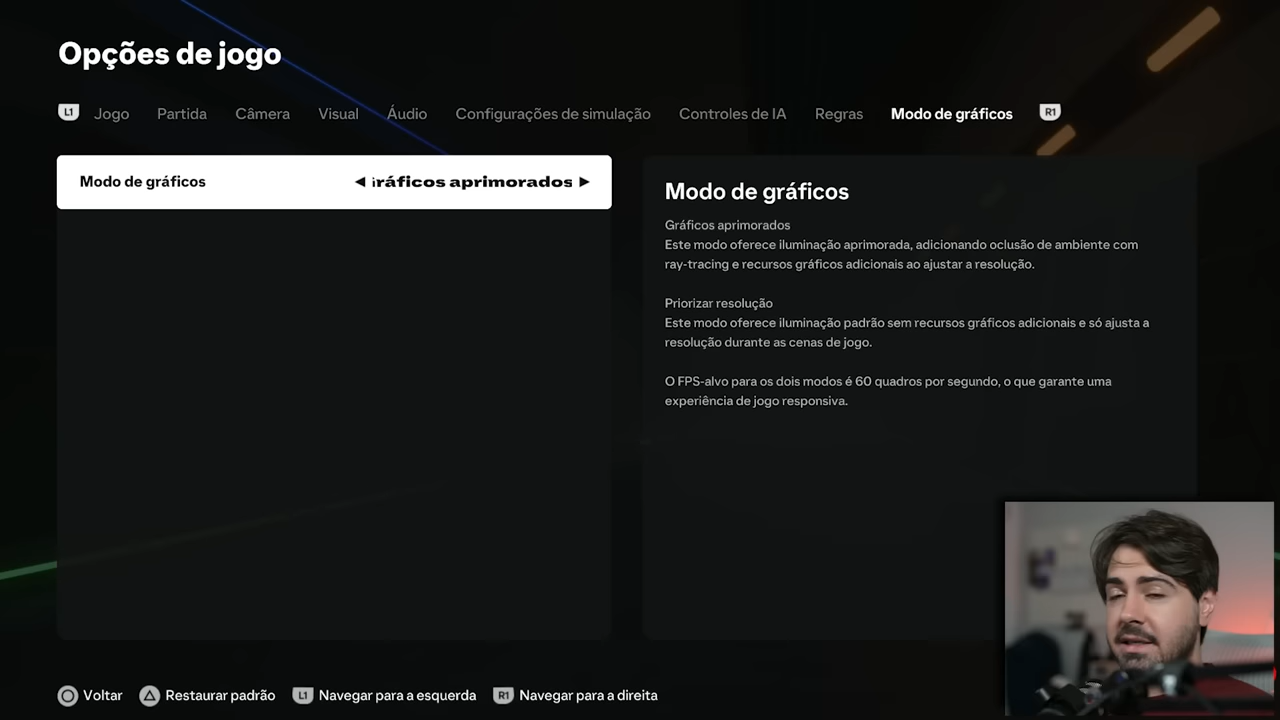 Opções de jogo
L1 Jogo Partida Câmera Visual Áudio Configurações de simulação Controles de IA Regras Modo de gráficos R1
Modo de gráficos ráficos aprimorados
Modo de gráficos
Gráficos aprimorados
Este modo oferece iluminação aprimorada, adicionando oclusão de ambiente com
ray-tracing e recursos gráficos adicionais ao ajustar a resolução.
Priorizar resolução
Este modo oferece iluminação padrão sem recursos gráficos adicionais e só ajusta a
resolução durante as cenas de jogo.
O FPS-alvo para os dois modos é 60 quadros por segundo, o que garante uma
experiência de jogo responsiva.
Voltar Restaurar padrão L1 Navegar para a esquerda R1 Navegar para a direita